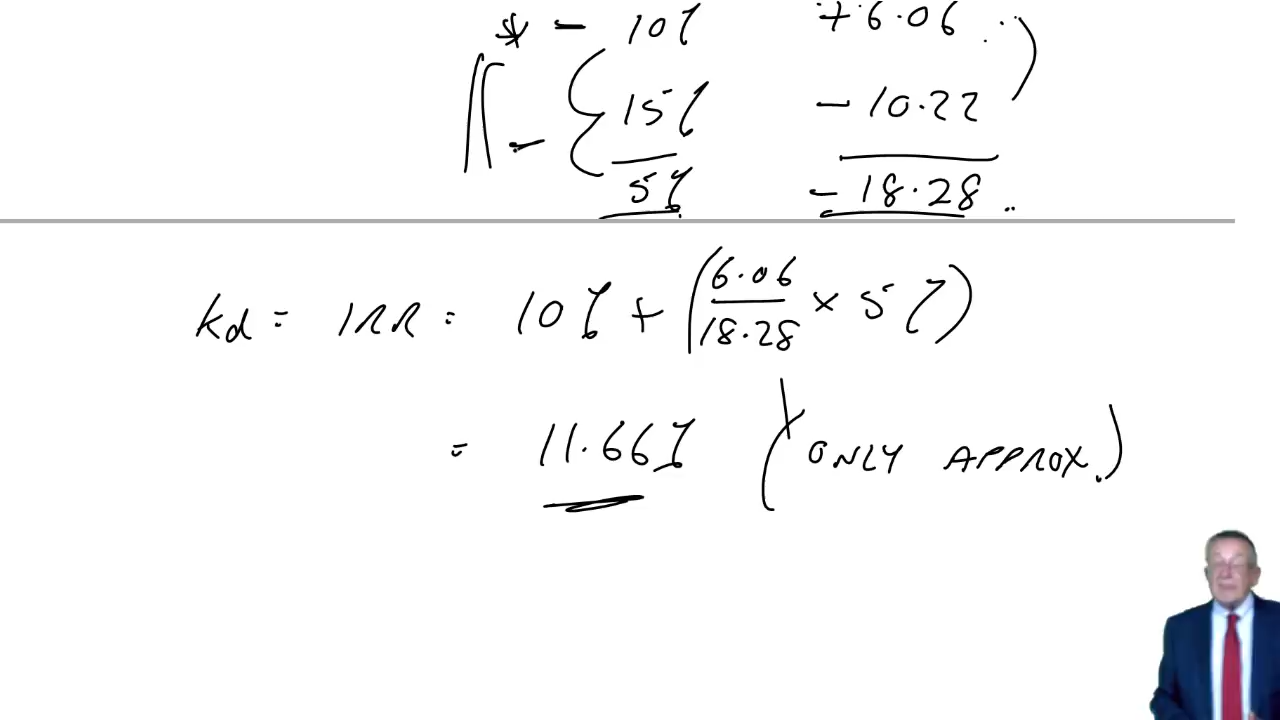 * - 10% +6.06
15% - 10.22
5% - 18.28
kd = IRR = 10% + (6.06/18.28 × 5%)
= 11.66% (ONLY APPROX.)